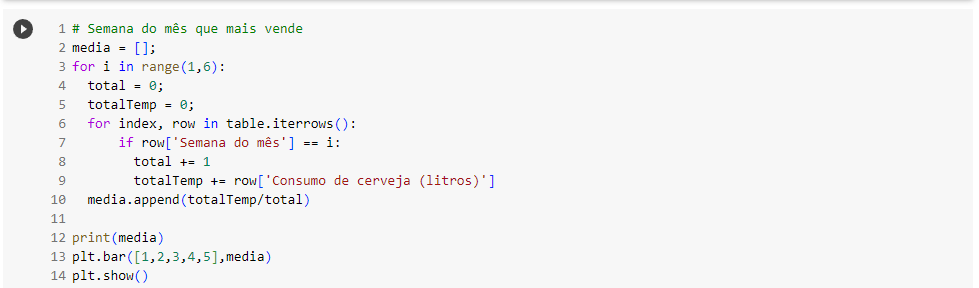 1 # Semana do mês que mais vende
2 media = [];
3 for i in range(1,6):
4   total = 0;
5   totalTemp = 0;
6   for index, row in table.iterrows():
7       if row['Semana do mês'] == i:
8         total += 1
9         totalTemp += row['Consumo de cerveja (litros)']
10   media.append(totalTemp/total)
11
12 print(media)
13 plt.bar([1,2,3,4,5],media)
14 plt.show()